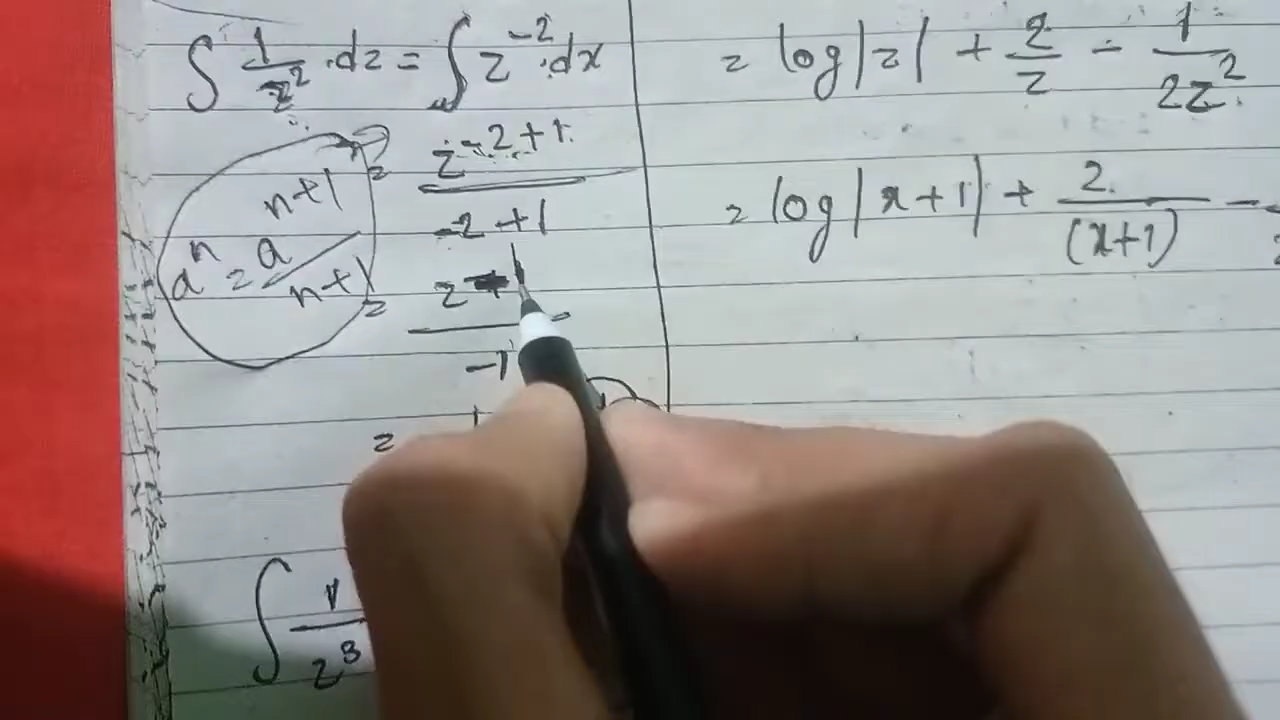 ∫ 1/z² · dz = ∫ z⁻² · dx
= z⁻²⁺¹ / -2+1
aⁿ = aⁿ⁺¹ / n+1
= z⁻¹ / -1
=
∫ 1/z³
= log|z| + 2/z - 1/2z²
= log|x+1| + 2/(x+1) -